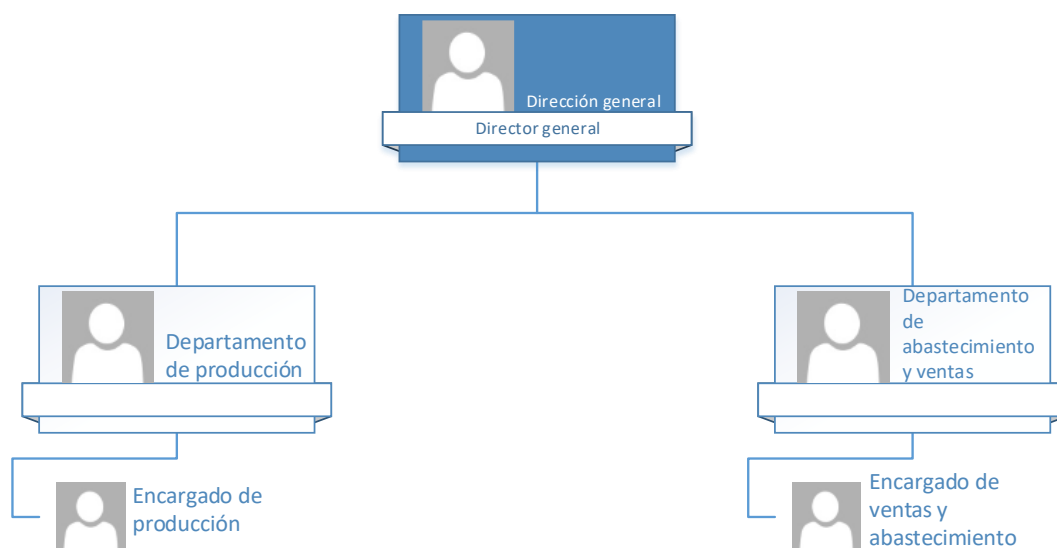 Dirección general
Director general
Departamento
de producción
Departamento
de
abastecimiento
y ventas
Encargado de
producción
Encargado de
ventas y
abastecimiento